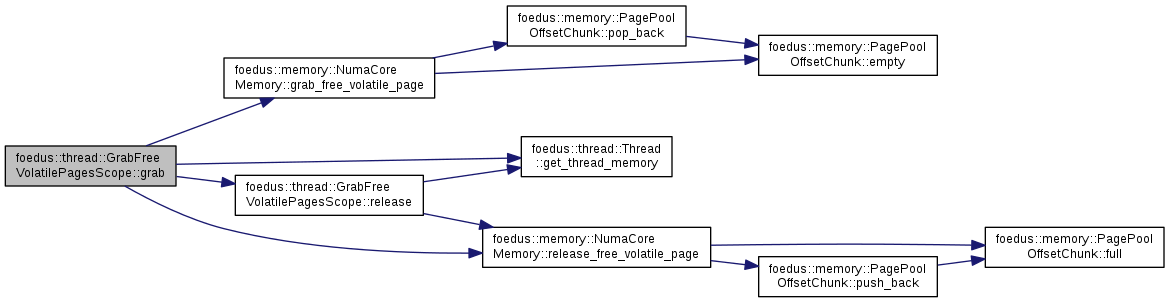 foedus::memory::PagePool
OffsetChunk::pop_back
foedus::memory::PagePool
OffsetChunk::empty
foedus::memory::NumaCore
Memory::grab_free_volatile_page
foedus::thread::Thread
::get_thread_memory
foedus::thread::GrabFree
VolatilePagesScope::grab
foedus::thread::GrabFree
VolatilePagesScope::release
foedus::memory::NumaCore
Memory::release_free_volatile_page
foedus::memory::PagePool
OffsetChunk::full
foedus::memory::PagePool
OffsetChunk::push_back